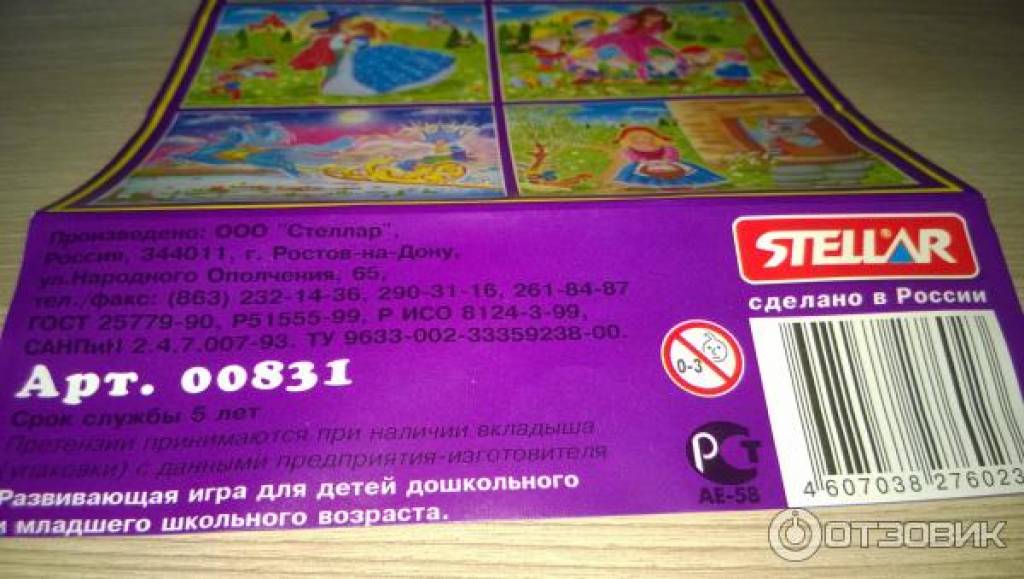 Произведено: ООО "Стеллар",
Россия, 344011, г. Ростов-на-Дону,
ул.Народного Ополчения, 65,
тел./факс: (863) 232-14-36, 290-31-16, 261-84-87
ГОСТ 25779-90, Р51555-99, Р ИСО 8124-3-99,
САНПиН 2.4.7.007-93. ТУ 9633-002-33359238-00.
Арт. 00831
Срок службы 5 лет
Претензии принимаются при наличии вкладыша
(упаковки) с данными предприятия-изготовителя
Развивающая игра для детей дошкольного
и младшего школьного возраста.
STELLAR
сделано в России
0-3
РСТ
АЕ-58
4 607038 276023
ОТЗОВИК